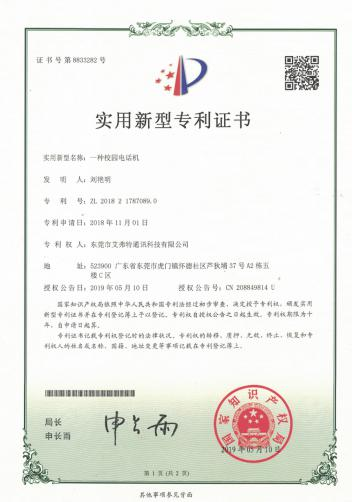 证书号第8833282号
实用新型专利证书
实用新型名称：一种校园电话机
发 明 人：刘艳明
专 利 号：ZL 2018 2 1787089.0
专利申请日：2018年11月01日
专 利 权 人：东莞市艾弗特通讯科技有限公司
地 址：523900 广东省东莞市虎门镇怀德社区芦秋埔37号A2栋五
楼C区
授权公告日：2019年05月10日 授权公告号：CN 208849814 U
国家知识产权局依照中华人民共和国专利法经过初步审查，决定授予专利权，颁发实用
新型专利证书并在专利登记簿上予以登记。专利权自授权公告之日起生效。专利权期限为十
年，自申请日起算。
专利证书记载专利权登记时的法律状况。专利权的转移、质押、无效、终止、恢复和专
利权人的姓名或名称、国籍、地址变更等事项记载在专利登记簿上。
局长
申长雨
申长雨
国家知识产权局
2019年05月10日
第 1 页（共 2 页）
其他事项参见背面